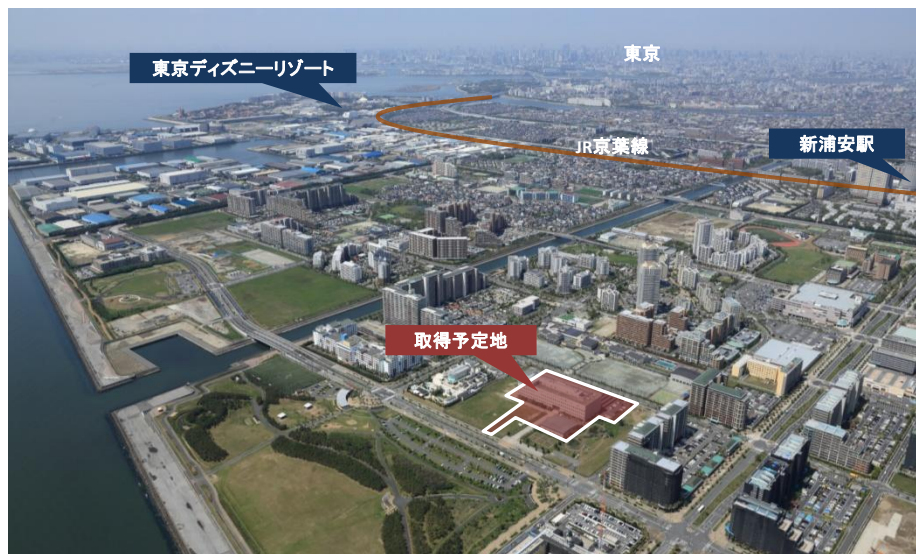 東京
東京ディズニーリゾート
JR京葉線
新浦安駅
取得予定地